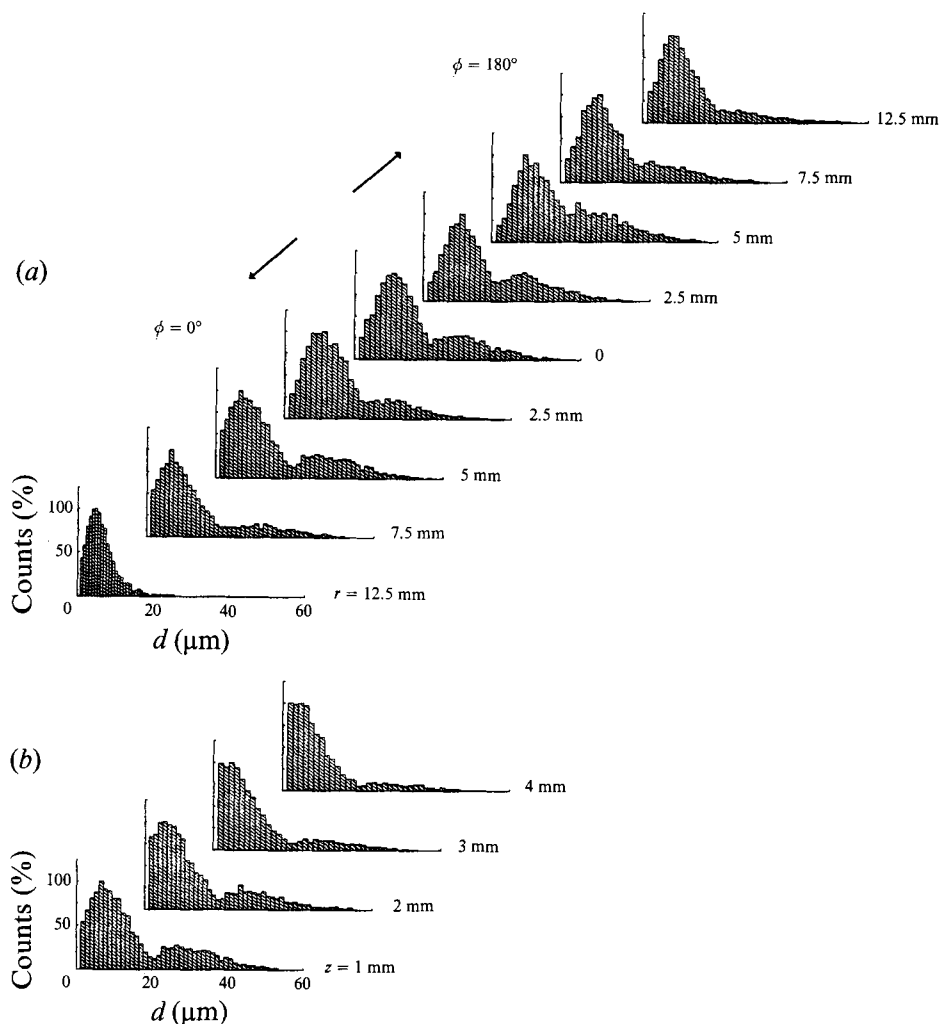 ϕ = 180°
12.5 mm
7.5 mm
5 mm
(a)
2.5 mm
ϕ = 0°
0
2.5 mm
5 mm
Counts (%)
100
50
7.5 mm
r = 12.5 mm
0 20 40 60
d (μm)
(b)
4 mm
3 mm
Counts (%)
100
50
2 mm
z = 1 mm
0 20 40 60
d (μm)